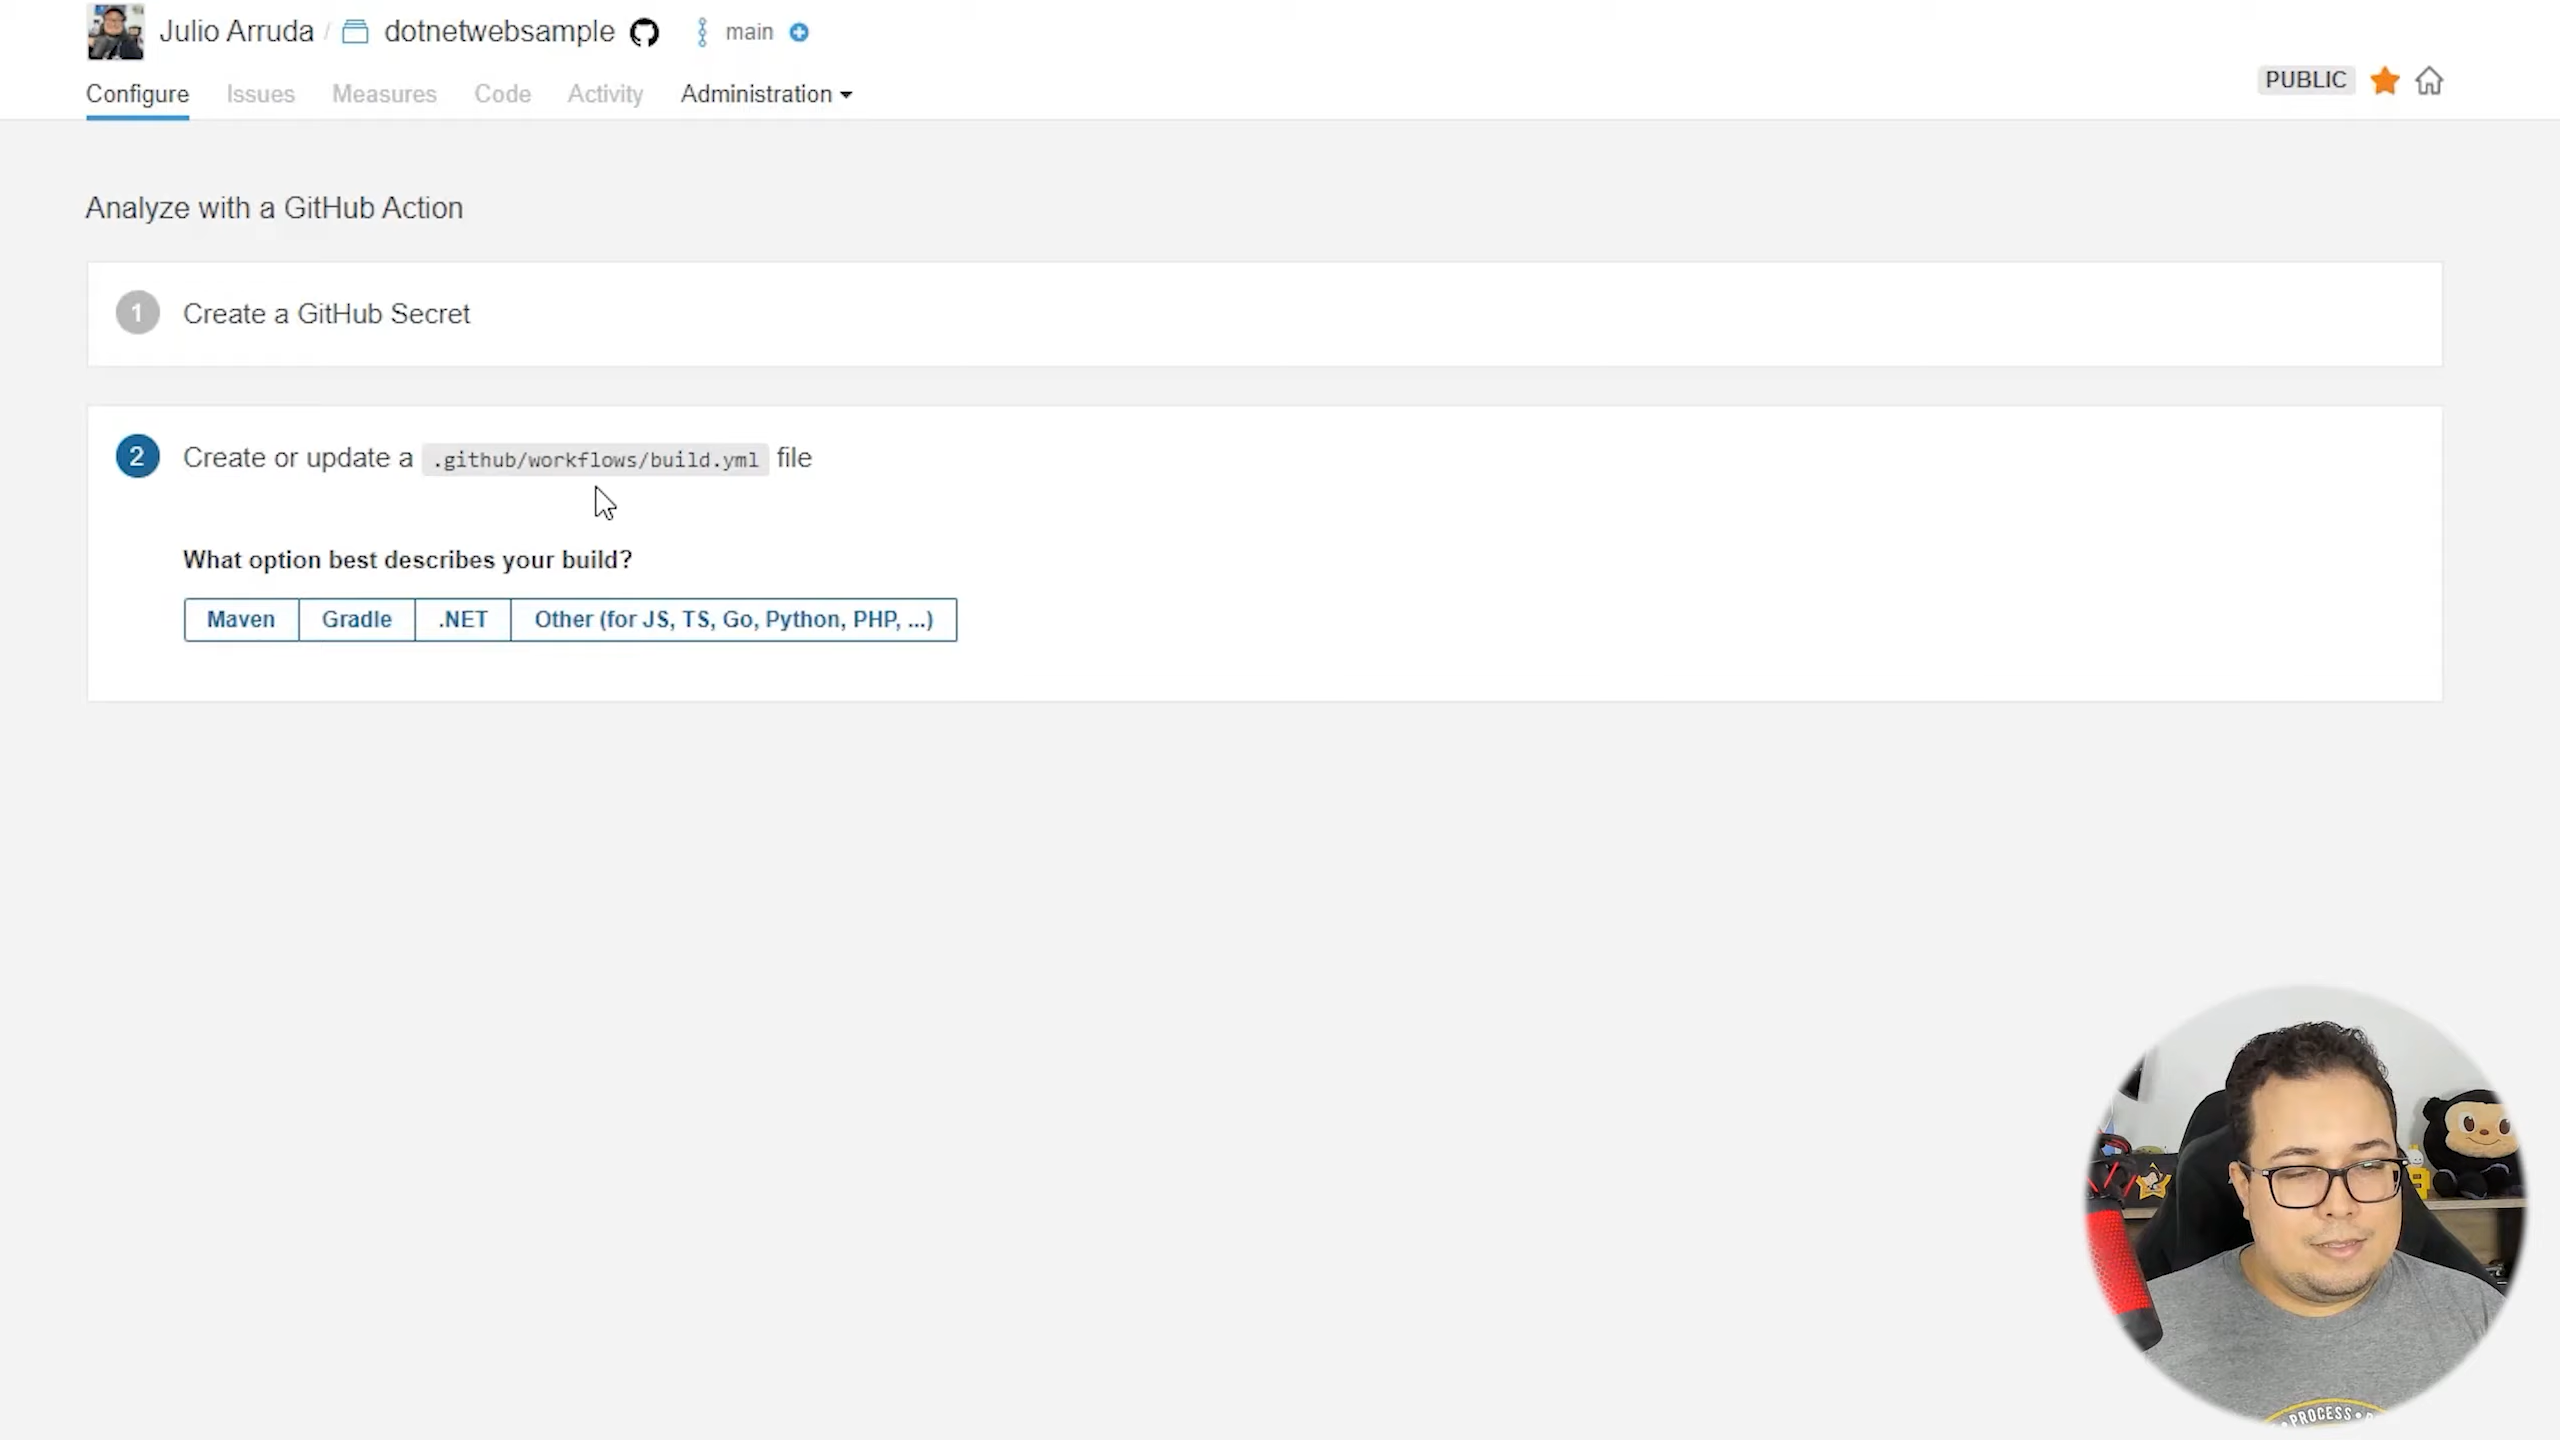 Julio Arruda / dotnetwebsample main
Configure Issues Measures Code Activity Administration
PUBLIC
Analyze with a GitHub Action
1 Create a GitHub Secret
2 Create or update a .github/workflows/build.yml file
What option best describes your build?
Maven Gradle .NET Other (for JS, TS, Go, Python, PHP, ...)
• PROCESS •